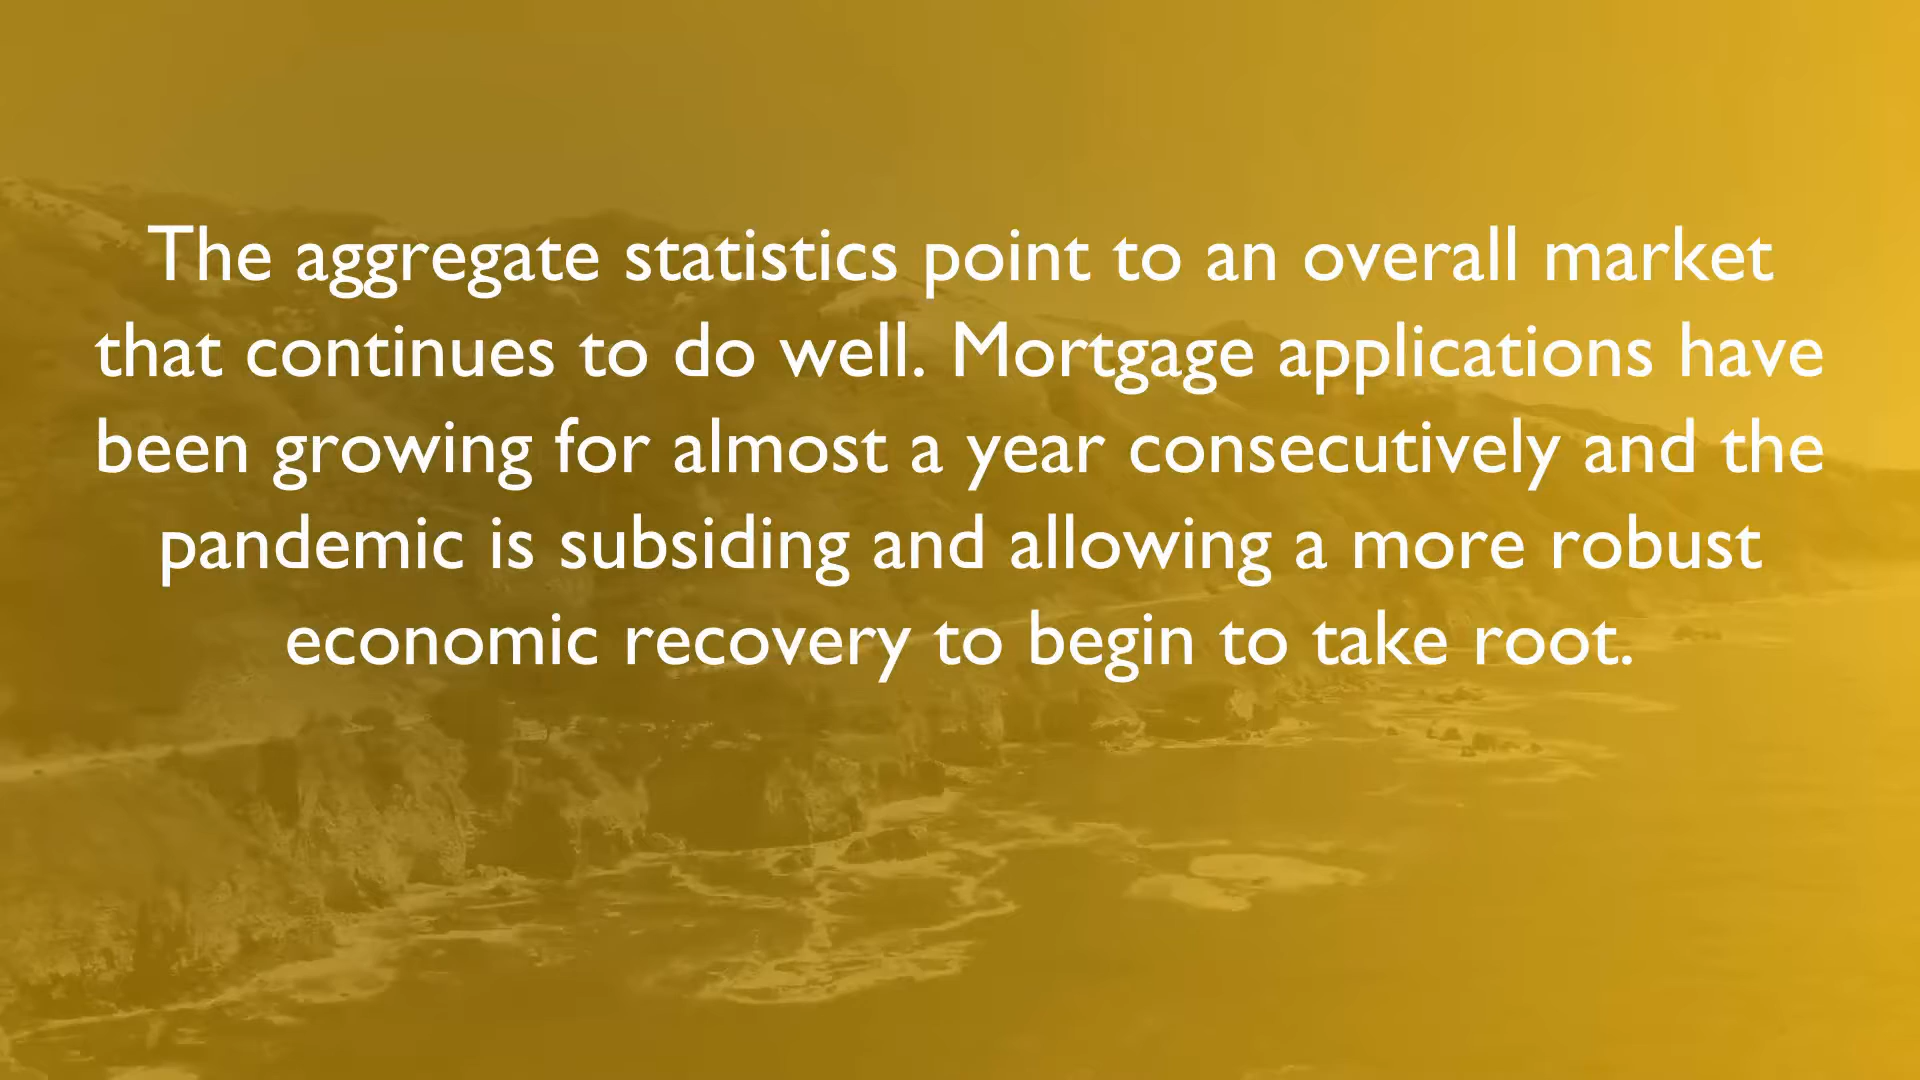 The aggregate statistics point to an overall market
that continues to do well. Mortgage applications have
been growing for almost a year consecutively and the
pandemic is subsiding and allowing a more robust
economic recovery to begin to take root.